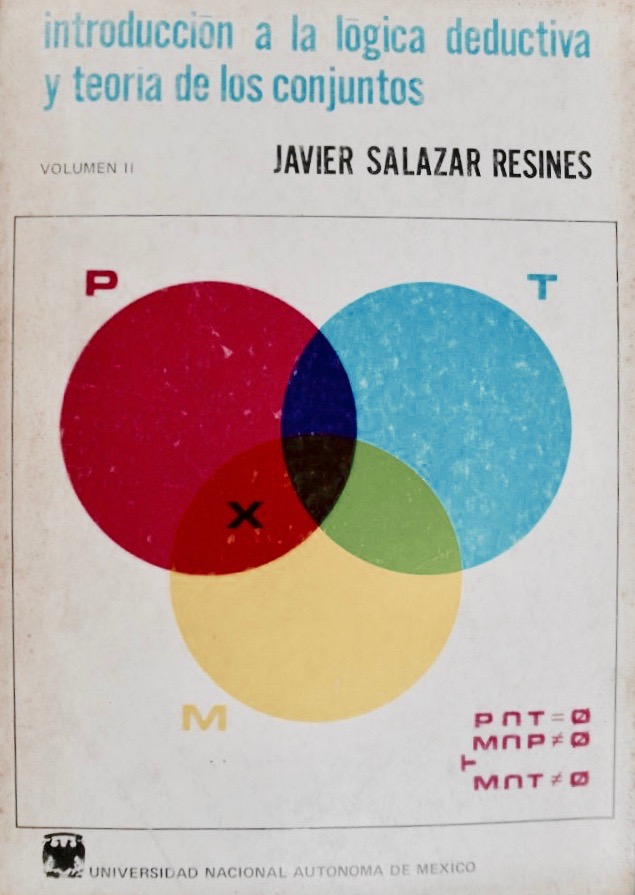 introducción a la lógica deductiva
y teoría de los conjuntos
VOLUMEN II
JAVIER SALAZAR RESINES
P
T
X
M
P ∩ T = Ø
M ∩ P ≠ Ø
⊢
M ∩ T ≠ Ø
UNIVERSIDAD NACIONAL AUTONOMA DE MEXICO